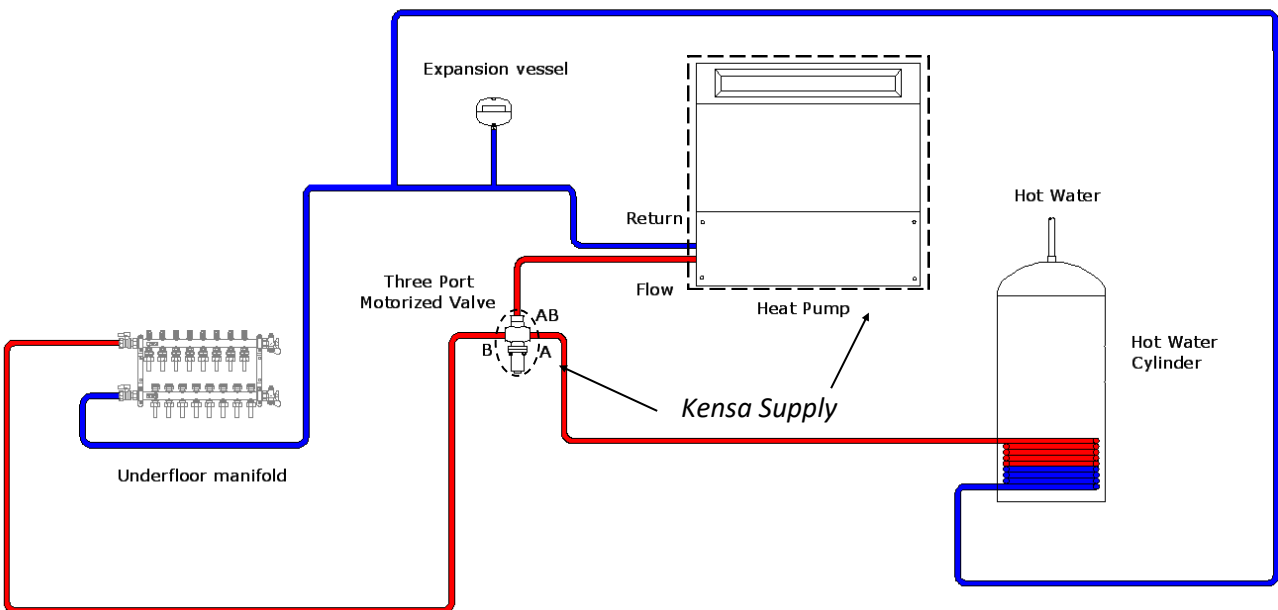 Expansion vessel
Return
Hot Water
Three Port
Motorized Valve
Flow
Heat Pump
AB
B
A
Hot Water
Cylinder
Kensa Supply
Underfloor manifold